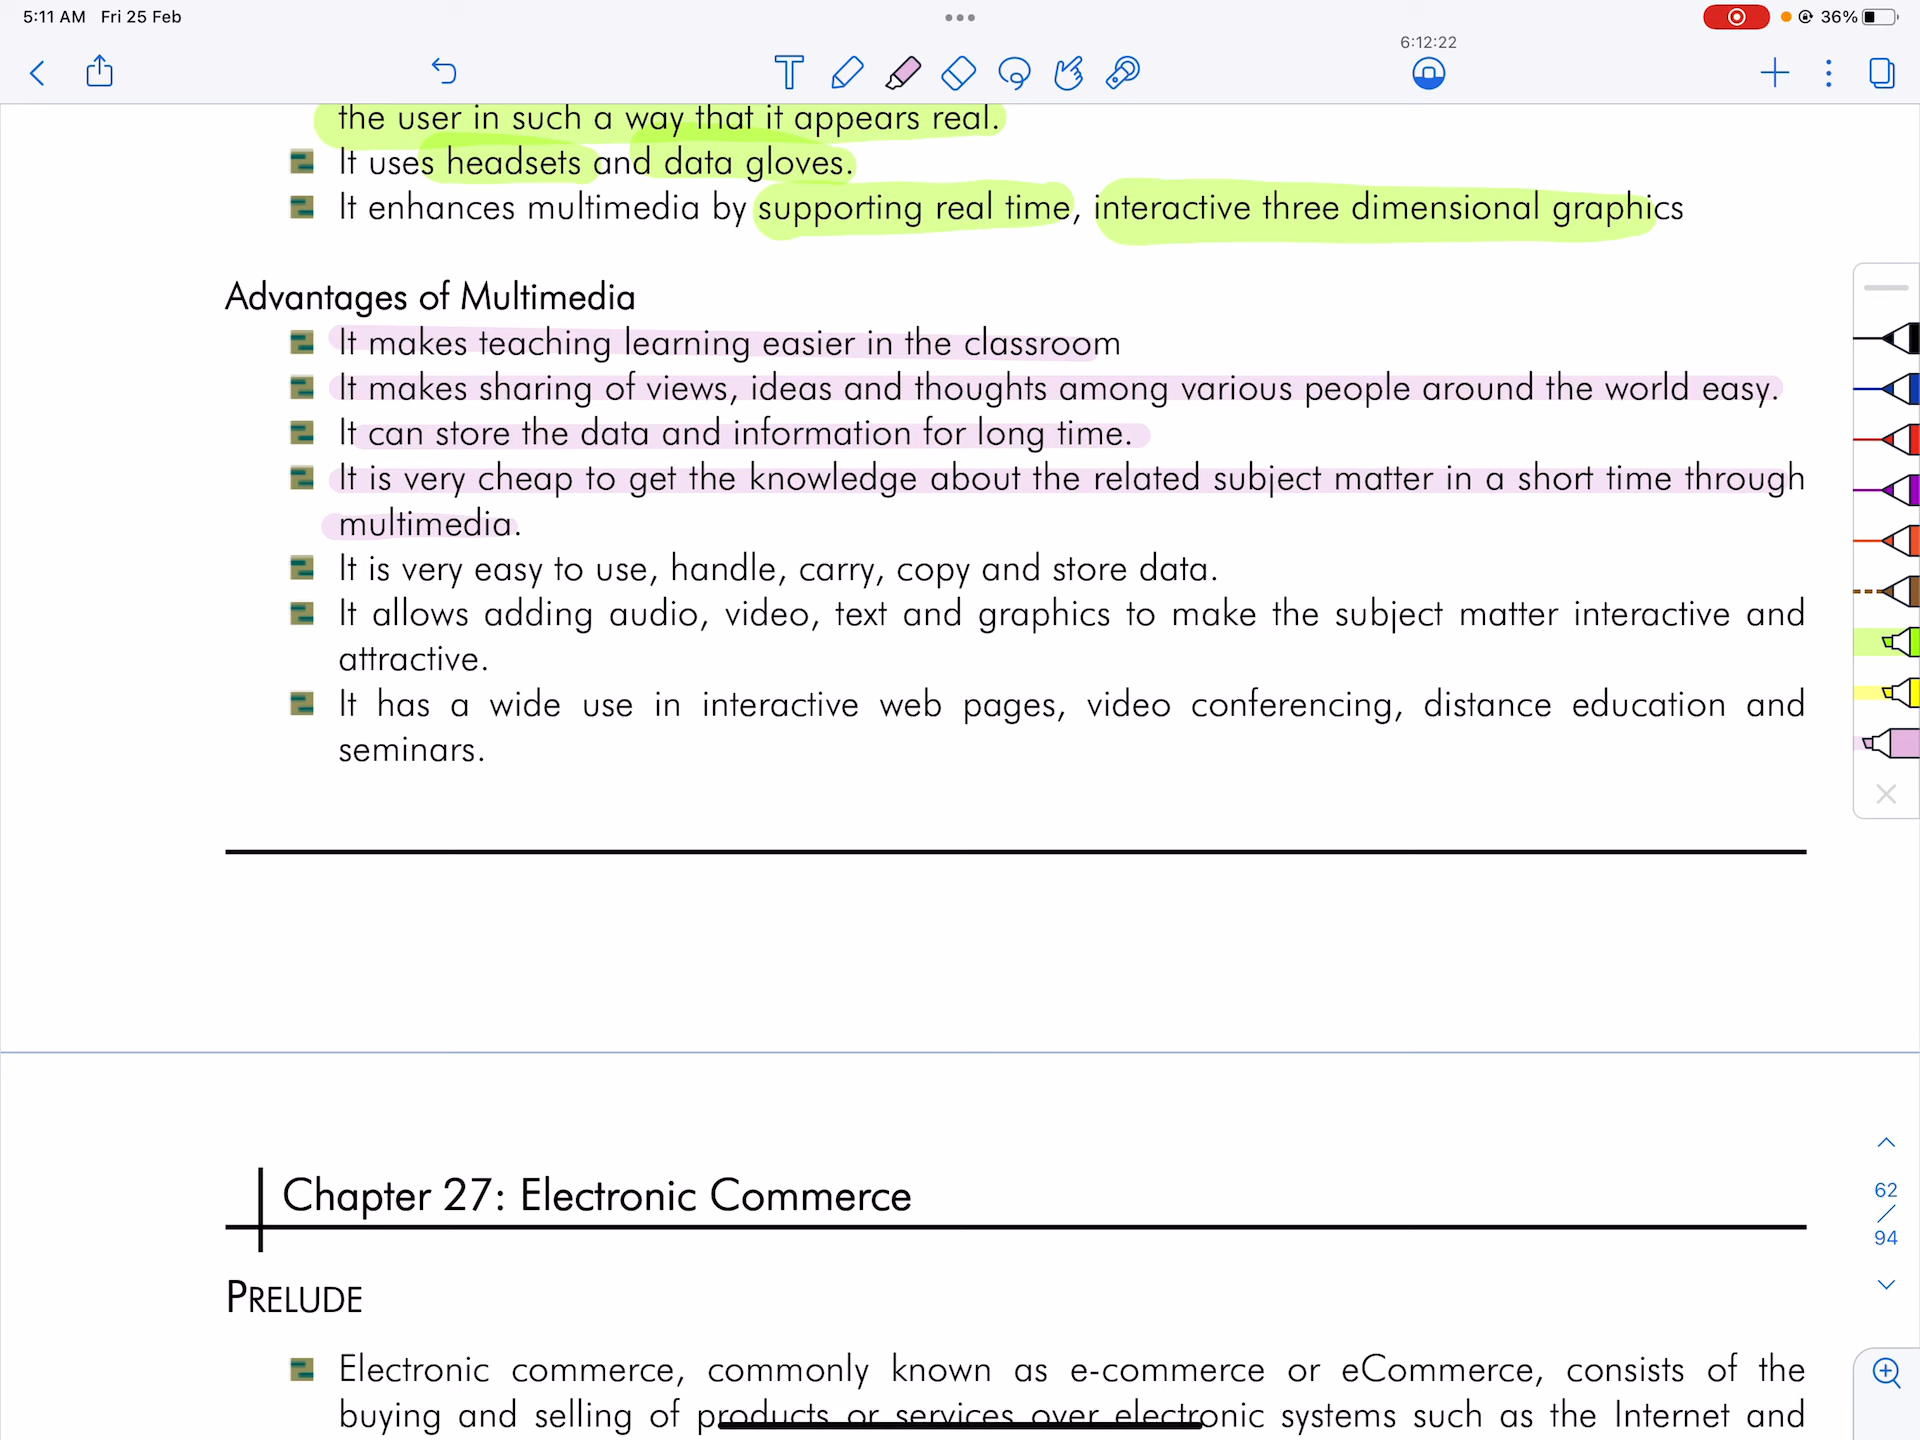 5:11 AM Fri 25 Feb
36%
6:12:22
the user in such a way that it appears real.
It uses headsets and data gloves.
It enhances multimedia by supporting real time, interactive three dimensional graphics
Advantages of Multimedia
It makes teaching learning easier in the classroom
It makes sharing of views, ideas and thoughts among various people around the world easy.
It can store the data and information for long time.
It is very cheap to get the knowledge about the related subject matter in a short time through
multimedia.
It is very easy to use, handle, carry, copy and store data.
It allows adding audio, video, text and graphics to make the subject matter interactive and
attractive.
It has a wide use in interactive web pages, video conferencing, distance education and
seminars.
62
/
94
Chapter 27: Electronic Commerce
PRELUDE
Electronic commerce, commonly known as e-commerce or eCommerce, consists of the
buying and selling of products or services over electronic systems such as the Internet and